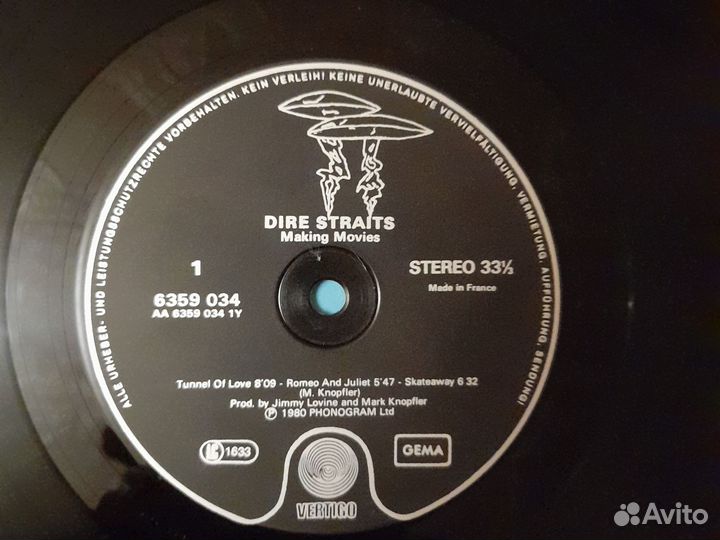 ALLE URHEBER- UND LEISTUNGSSCHUTZRECHTE VORBEHALTEN. KEIN VERLEIH! KEINE UNERLAUBTE VERVIELFÄLTIGUNG, VERMIETUNG, AUFFÜHRUNG, SENDUNG!
DIRE STRAITS
Making Movies
1
STEREO 33⅓
6359 034
Made in France
AA 6359 034 1Y
Tunnel Of Love 8'09 - Romeo And Juliet 5'47 - Skateaway 6 32
(M. Knopfler)
Prod. by Jimmy Lovine and Mark Knopfler
Ⓟ 1980 PHONOGRAM Ltd
LC 1633
GEMA
VERTIGO
Avito